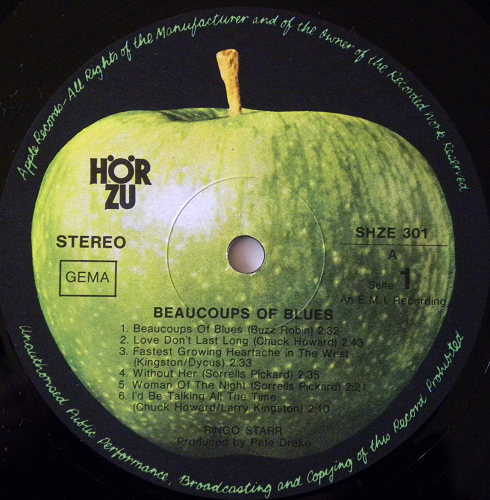 Apple Records-All Rights of the Manufacturer and of the Owner of the Recorded Work Reserved
HÖR
ZU
STEREO
GEMA
SHZE 301
A
Seite 1
An E.M.I. Recording
BEAUCOUPS OF BLUES
1. Beaucoups Of Blues (Buzz Robin) 2:32
2. Love Don't Last Long (Chuck Howard) 2:43
3. Fastest Growing Heartache in The West
(Kingston/Dycus) 2:33
4. Without Her (Sorrells Pickard) 2:35
5. Woman Of The Night (Sorrells Pickard) 2:21
6. I'd Be Talking All The Time
(Chuck Howard/Larry Kingston) 2:10
RINGO STARR
Produced by Pete Drake
Unauthorised Public Performance, Broadcasting and Copying of this Record Prohibited